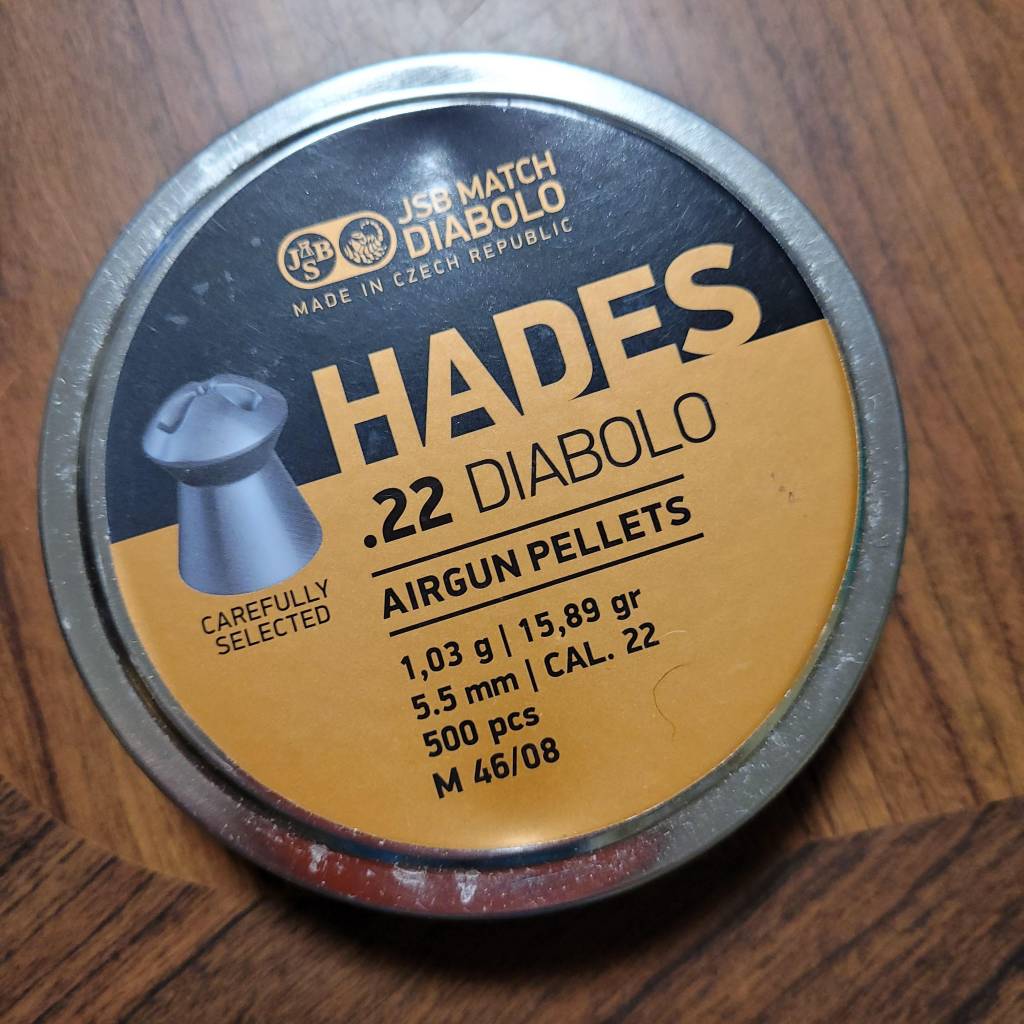 JSB
JSB MATCH
DIABOLO
MADE IN CZECH REPUBLIC
HADES
.22 DIABOLO
AIRGUN PELLETS
CAREFULLY
SELECTED
1,03 g | 15,89 gr
5.5 mm | CAL. 22
500 pcs
M 46/08